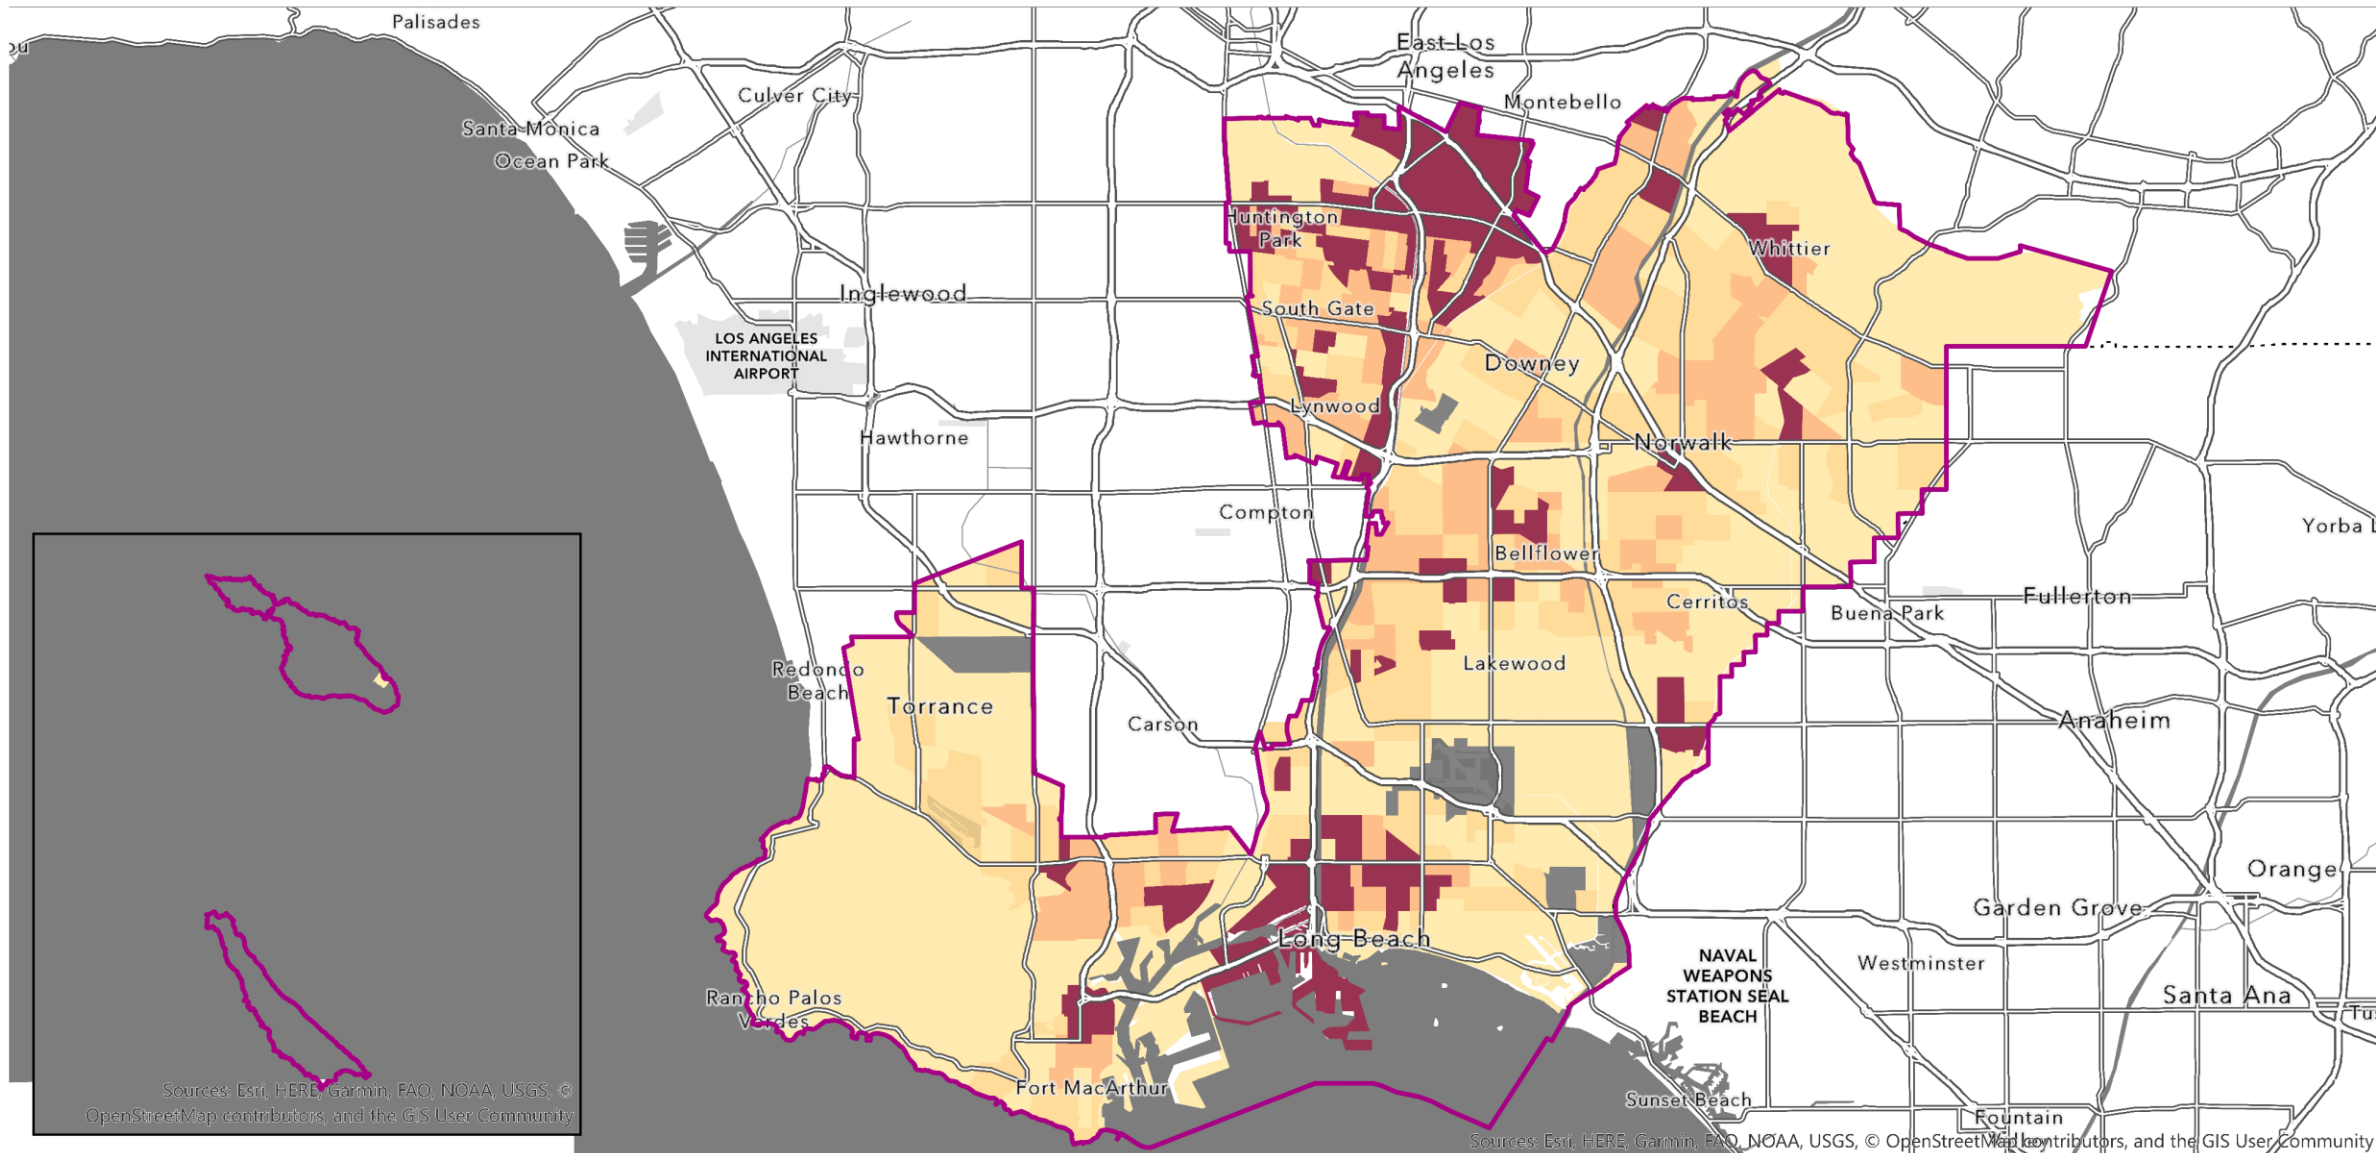 Palisades
East Los
Angeles
Culver City
Montebello
Santa Monica
Ocean Park
Huntington
Park
Whittier
Inglewood
South Gate
LOS ANGELES
INTERNATIONAL
AIRPORT
Downey
Lynwood
Hawthorne
Norwalk
Compton
Yorba L
Bellflower
Cerritos
Fullerton
Buena Park
Lakewood
Redondo
Beach
Torrance
Carson
Anaheim
Orange
Garden Grove
Long Beach
NAVAL
WEAPONS
STATION SEAL
BEACH
Westminster
Santa Ana
Rancho Palos
Verdes
Tus
Fort MacArthur
Sunset Beach
Fountain
Sources: Esri, HERE, Garmin, FAO, NOAA, USGS, ©
OpenStreetMap contributors, and the GIS User Community
Sources: Esri, HERE, Garmin, FAO, NOAA, USGS, © OpenStreetMap contributors, and the GIS User Community